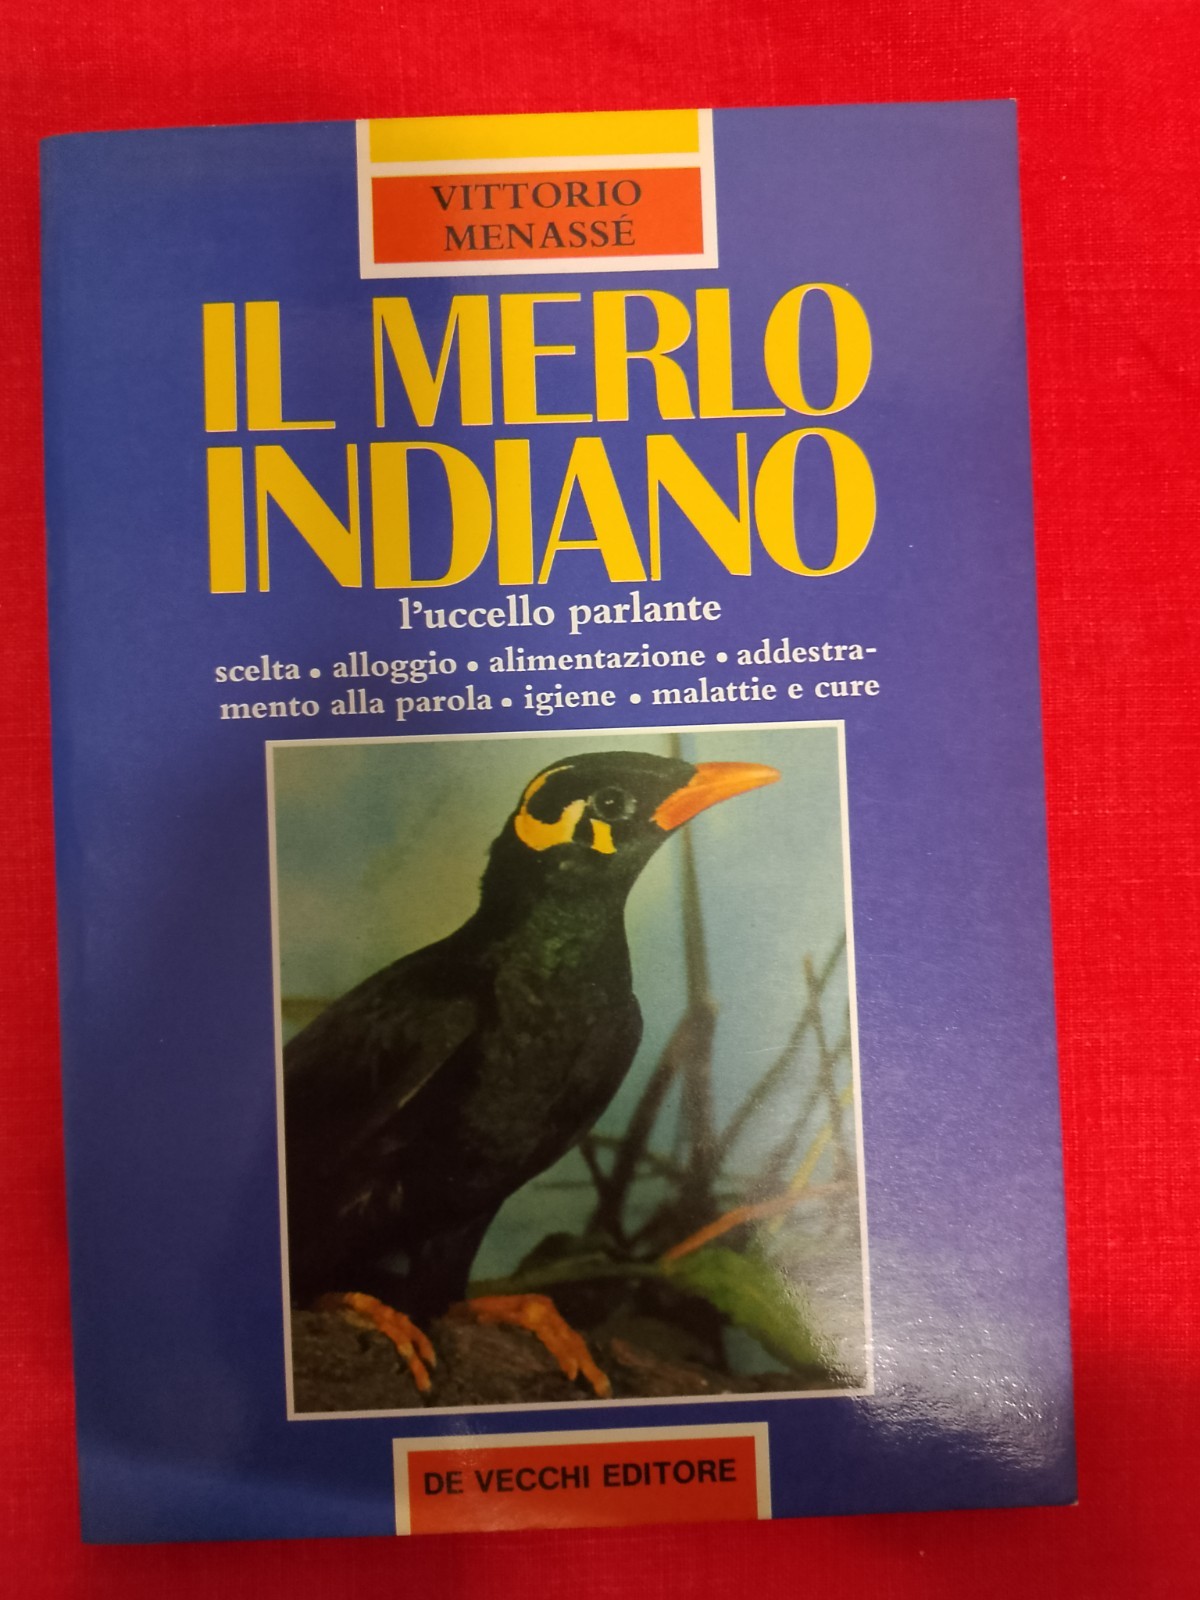 VITTORIO
MENASSÉ
IL MERLO
INDIANO
l'uccello parlante
scelta • alloggio • alimentazione • addestra-
mento alla parola • igiene • malattie e cure
DE VECCHI EDITORE